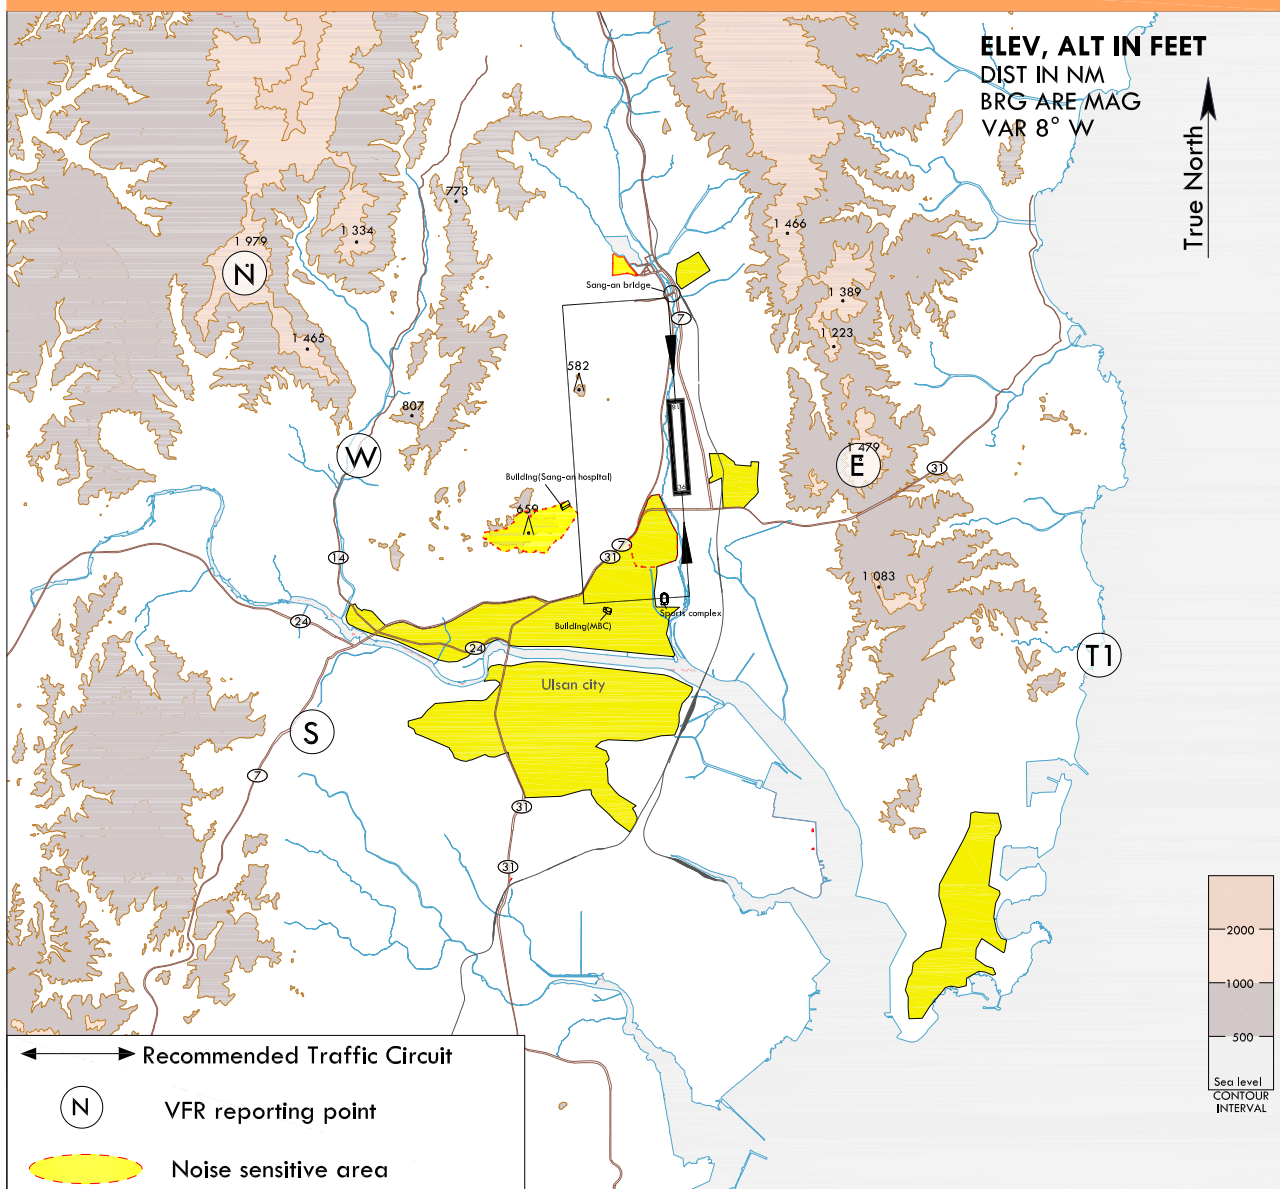 ELEV, ALT IN FEET
DIST IN NM
BRG ARE MAG
VAR 8° W
True North
773
1 334
1 979
N
1 466
1 389
1 223
1 465
Sang-an bridge
7
582
807
W
18
1 479
E
31
Building(Sang-an hospital)
36
659
7
31
14
1 083
24
Sports complex
Building(MBC)
24
T1
Ulsan city
S
7
31
31
2000
1000
500
Sea level
CONTOUR
INTERVAL
Recommended Traffic Circuit
N
VFR reporting point
Noise sensitive area